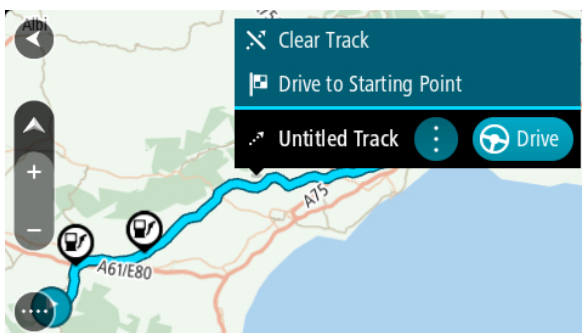 Albi
Clear Track
Drive to Starting Point
Untitled Track
Drive
A75
A61/E80